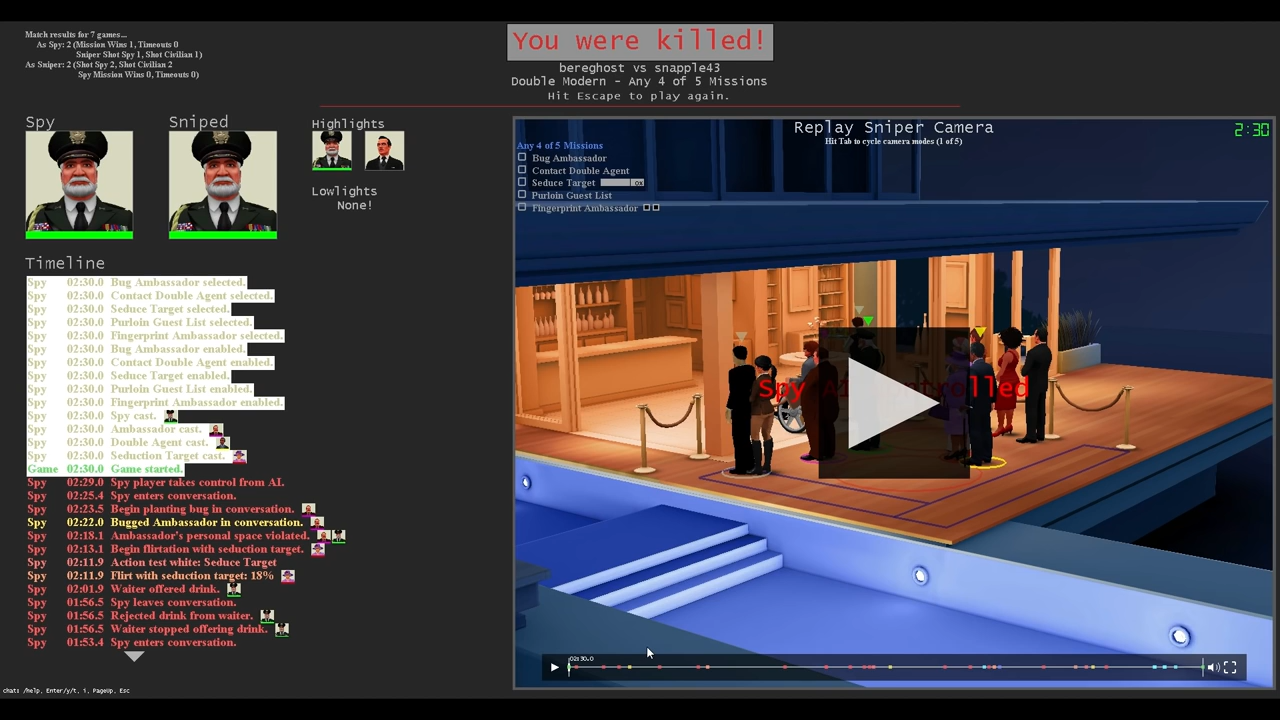 Match results for 7 games...
As Spy: 2 (Mission Wins 1, Timeouts 0
Sniper Shot Spy 1, Shot Civilian 1)
As Sniper: 2 (Shot Spy 2, Shot Civilian 2
Spy Mission Wins 0, Timeouts 0)
You were killed!
bereghost vs snapple43
Double Modern - Any 4 of 5 Missions
Hit Escape to play again.
Spy
Sniped
Highlights
Lowlights
None!
Timeline
Spy 02:30.0 Bug Ambassador selected.
Spy 02:30.0 Contact Double Agent selected.
Spy 02:30.0 Seduce Target selected.
Spy 02:30.0 Purloin Guest List selected.
Spy 02:30.0 Fingerprint Ambassador selected.
Spy 02:30.0 Bug Ambassador enabled.
Spy 02:30.0 Contact Double Agent enabled.
Spy 02:30.0 Seduce Target enabled.
Spy 02:30.0 Purloin Guest List enabled.
Spy 02:30.0 Fingerprint Ambassador enabled.
Spy 02:30.0 Spy cast.
Spy 02:30.0 Ambassador cast.
Spy 02:30.0 Double Agent cast.
Spy 02:30.0 Seduction Target cast.
Game 02:30.0 Game started.
Spy 02:29.0 Spy player takes control from AI.
Spy 02:25.4 Spy enters conversation.
Spy 02:23.5 Begin planting bug in conversation.
Spy 02:22.0 Bugged Ambassador in conversation.
Spy 02:18.1 Ambassador's personal space violated.
Spy 02:13.1 Begin flirtation with seduction target.
Spy 02:11.9 Action test white: Seduce Target
Spy 02:11.9 Flirt with seduction target: 18%
Spy 02:01.9 Waiter offered drink.
Spy 01:56.5 Spy leaves conversation.
Spy 01:56.5 Rejected drink from waiter.
Spy 01:56.5 Waiter stopped offering drink.
Spy 01:53.4 Spy enters conversation.
chat: /help, Enter/y/t, 1, PageUp, Esc
Replay Sniper Camera
Hit Tab to cycle camera modes (1 of 5)
2:30
Any 4 of 5 Missions
Bug Ambassador
Contact Double Agent
Seduce Target
Purloin Guest List
Fingerprint Ambassador
Spy AI Controlled
02:30.0